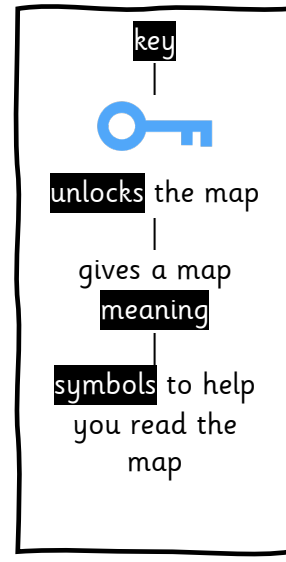 key
unlocks the map
gives a map
meaning
symbols to help
you read the
map